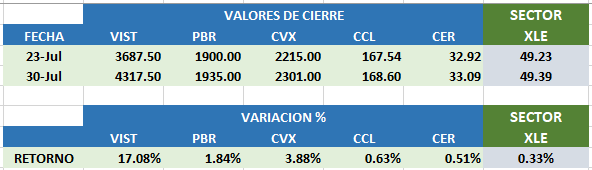 VALORES DE CIERRE SECTOR
FECHA VIST PBR CVX CCL CER XLE
23-Jul 3687.50 1900.00 2215.00 167.54 32.92 49.23
30-Jul 4317.50 1935.00 2301.00 168.60 33.09 49.39
VARIACION % SECTOR
VIST PBR CVX CCL CER XLE
RETORNO 17.08% 1.84% 3.88% 0.63% 0.51% 0.33%